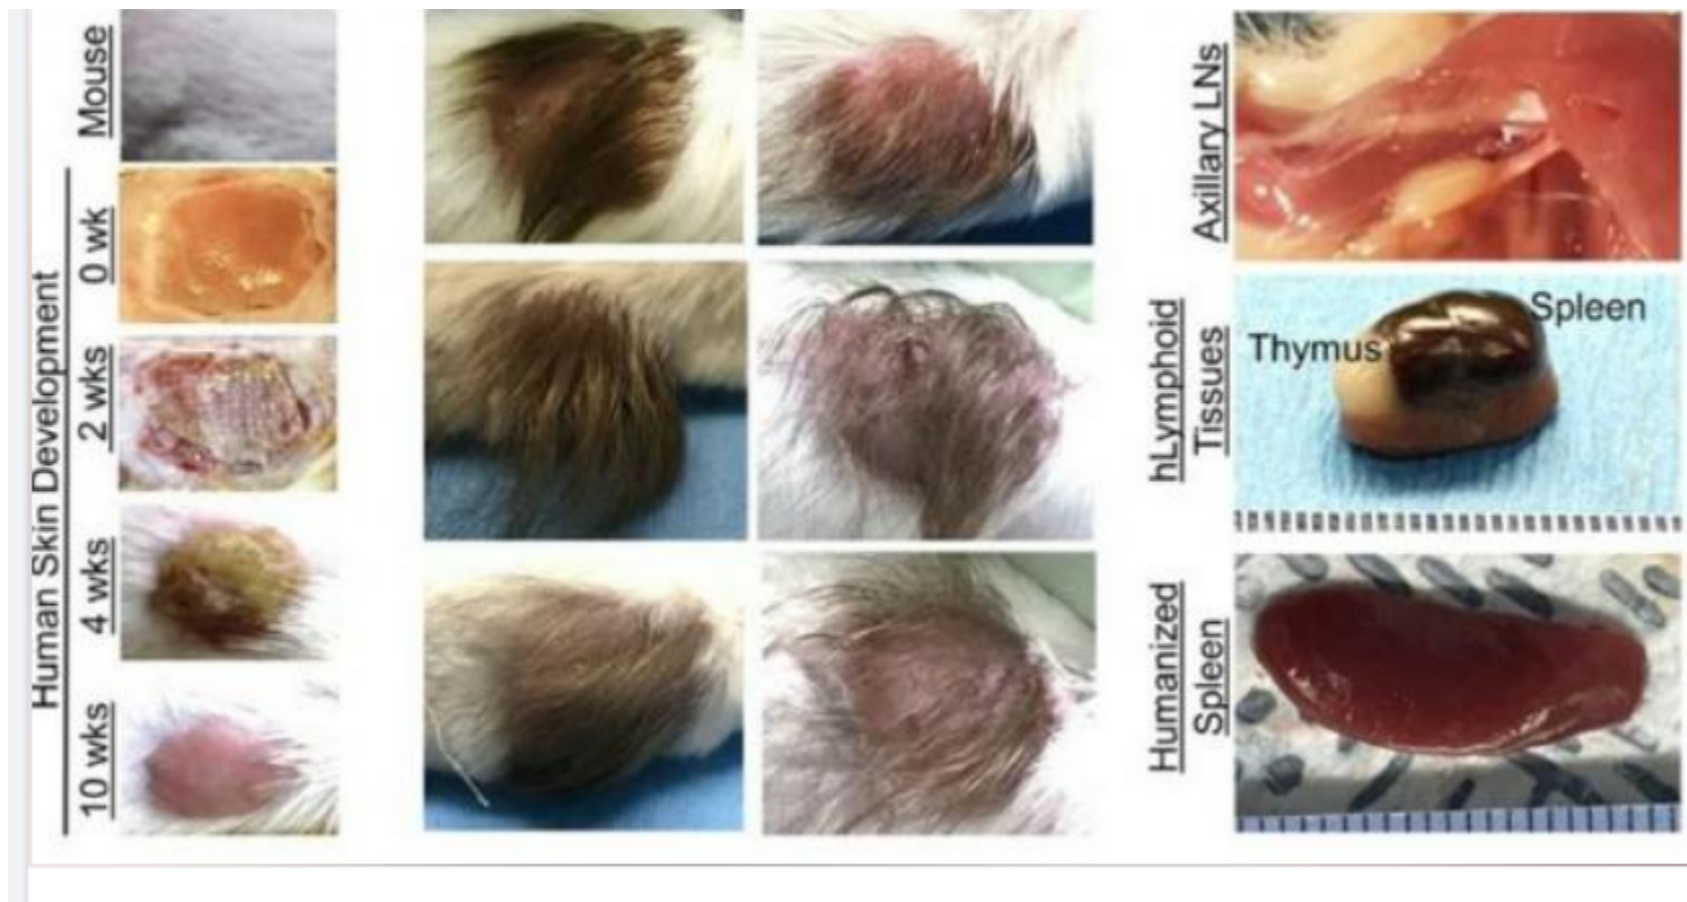 Human Skin Development
Mouse
0 wk
2 wks
4 wks
10 wks
Axillary LNs
hLymphoid
Tissues
Thymus
Spleen
Humanized
Spleen